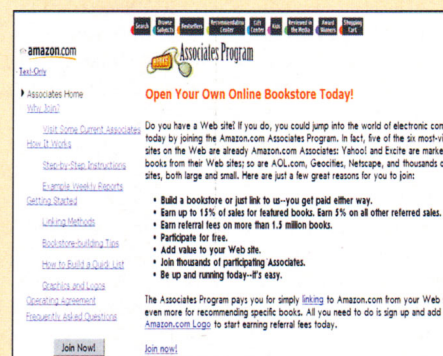 Search
Browse Subjects
Bestsellers
Recommendation Center
Gift Center
Kids
Reviewed in the Media
Award Winners
Shopping Cart
amazon.com
Text-Only
BOOKS
Associates Program
Open Your Own Online Bookstore Today!
Associates Home
Why Join?
Visit Some Current Associates
How It Works
Step-by-Step Instructions
Example Weekly Reports
Getting Started
Linking Methods
Bookstore-building Tips
How to Build a Quick List
Graphics and Logos
Operating Agreement
Frequently Asked Questions
Join Now!
Do you have a Web site? If you do, you could jump into the world of electronic com
today by joining the Amazon.com Associates Program. In fact, five of the six most-vi
sites on the Web are already Amazon.com Associates: Yahoo! and Excite are marke
books from their Web sites; so are AOL.com, Geocities, Netscape, and thousands o
sites, both large and small. Here are just a few great reasons for you to join:
• Build a bookstore or just link to us--you get paid either way.
• Earn up to 15% of sales for featured books. Earn 5% on all other referred sales.
• Earn referral fees on more than 1.5 million books.
• Participate for free.
• Add value to your Web site.
• Join thousands of participating Associates.
• Be up and running today--it's easy.
The Associates Program pays you for simply linking to Amazon.com from your Web
even more for recommending specific books. All you need to do is sign up and add
Amazon.com Logo to start earning referral fees today.
Join now!